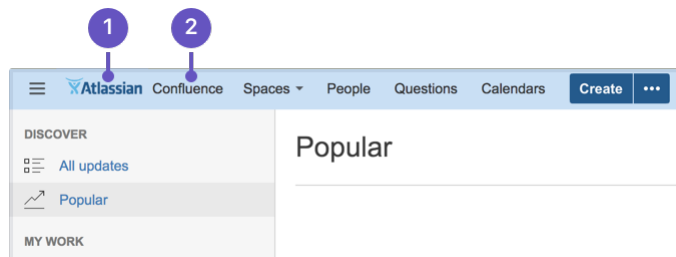 1 2
Atlassian Confluence Spaces People Questions Calendars Create
DISCOVER
Popular
All updates
Popular
MY WORK